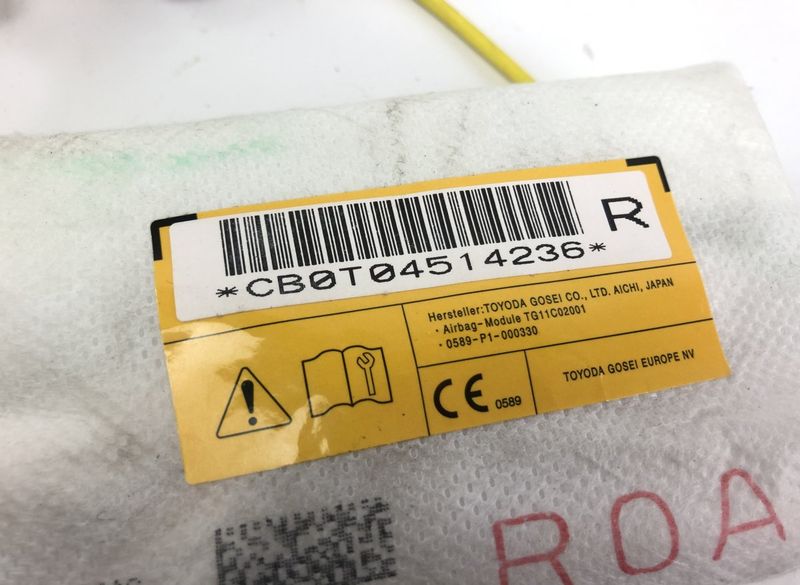 R
*CB0T04514236*
Hersteller:TOYODA GOSEI CO., LTD. AICHI, JAPAN
· Airbag-Module TG11C02001
· 0589-P1-000330
CE 0589
TOYODA GOSEI EUROPE NV
ROA